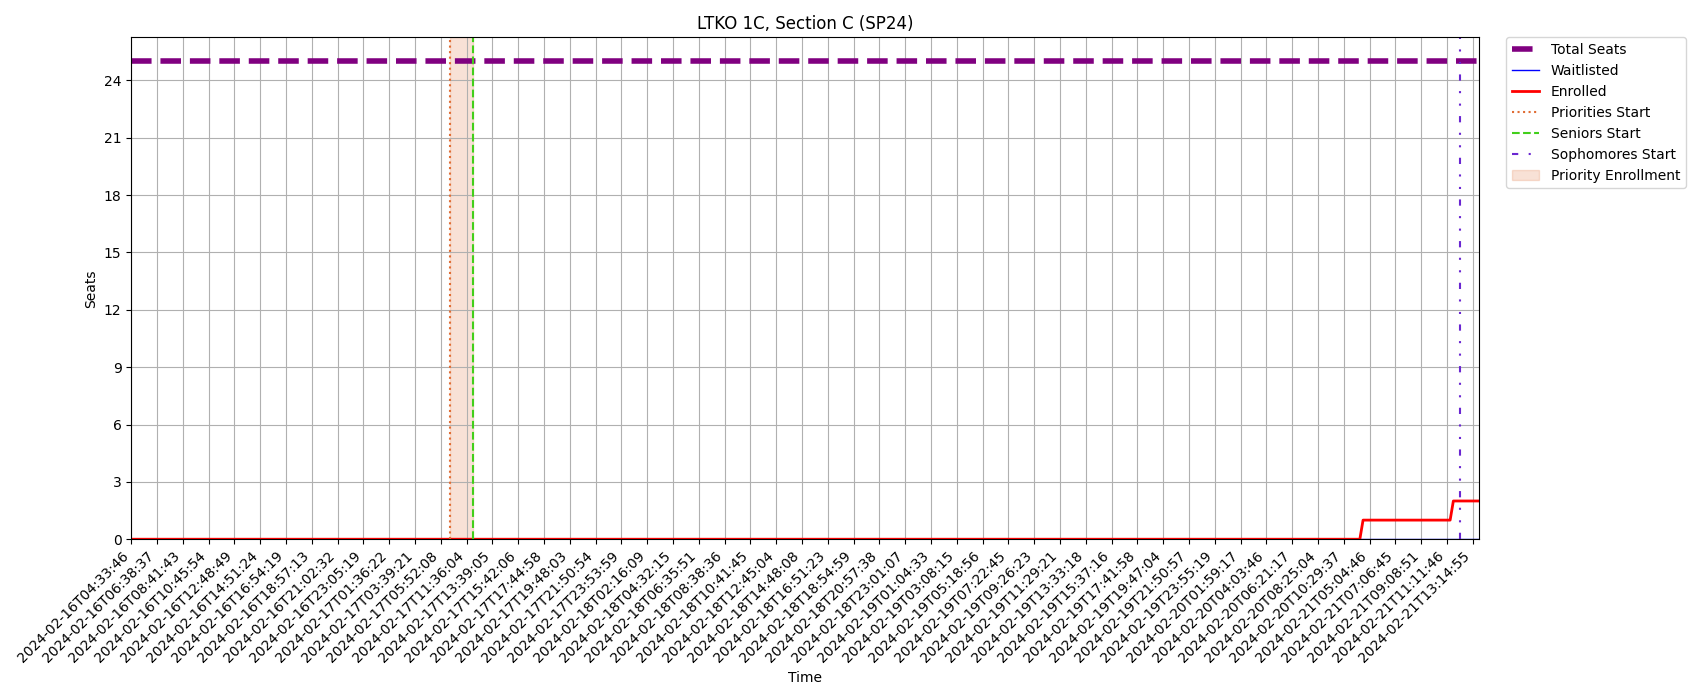 LTKO 1C, Section C (SP24)
Total Seats
Waitlisted
Enrolled
Priorities Start
Seniors Start
Sophomores Start
Priority Enrollment
Seats
24
21
18
15
12
9
6
3
0
2024-02-16T04:33:46
2024-02-16T06:38:37
2024-02-16T08:41:43
2024-02-16T10:45:54
2024-02-16T12:48:49
2024-02-16T14:51:24
2024-02-16T16:54:19
2024-02-16T18:57:13
2024-02-16T21:02:32
2024-02-16T23:05:19
2024-02-17T01:36:22
2024-02-17T03:39:21
2024-02-17T05:52:08
2024-02-17T11:36:04
2024-02-17T13:39:05
2024-02-17T15:42:06
2024-02-17T17:44:58
2024-02-17T19:48:03
2024-02-17T21:50:54
2024-02-17T23:53:59
2024-02-18T02:16:09
2024-02-18T04:32:15
2024-02-18T06:35:51
2024-02-18T08:38:36
2024-02-18T10:41:45
2024-02-18T12:45:04
2024-02-18T14:48:08
2024-02-18T16:51:23
2024-02-18T18:54:59
2024-02-18T20:57:38
2024-02-18T23:01:07
2024-02-19T01:04:33
2024-02-19T03:08:15
2024-02-19T05:18:56
2024-02-19T07:22:45
2024-02-19T09:26:23
2024-02-19T11:29:21
2024-02-19T13:33:18
2024-02-19T15:37:16
2024-02-19T17:41:58
2024-02-19T19:47:04
2024-02-19T21:50:57
2024-02-19T23:55:19
2024-02-20T01:59:17
2024-02-20T04:03:46
2024-02-20T06:21:17
2024-02-20T08:25:04
2024-02-20T10:29:37
2024-02-21T05:04:46
2024-02-21T07:06:45
2024-02-21T09:08:51
2024-02-21T11:11:46
2024-02-21T13:14:55
Time